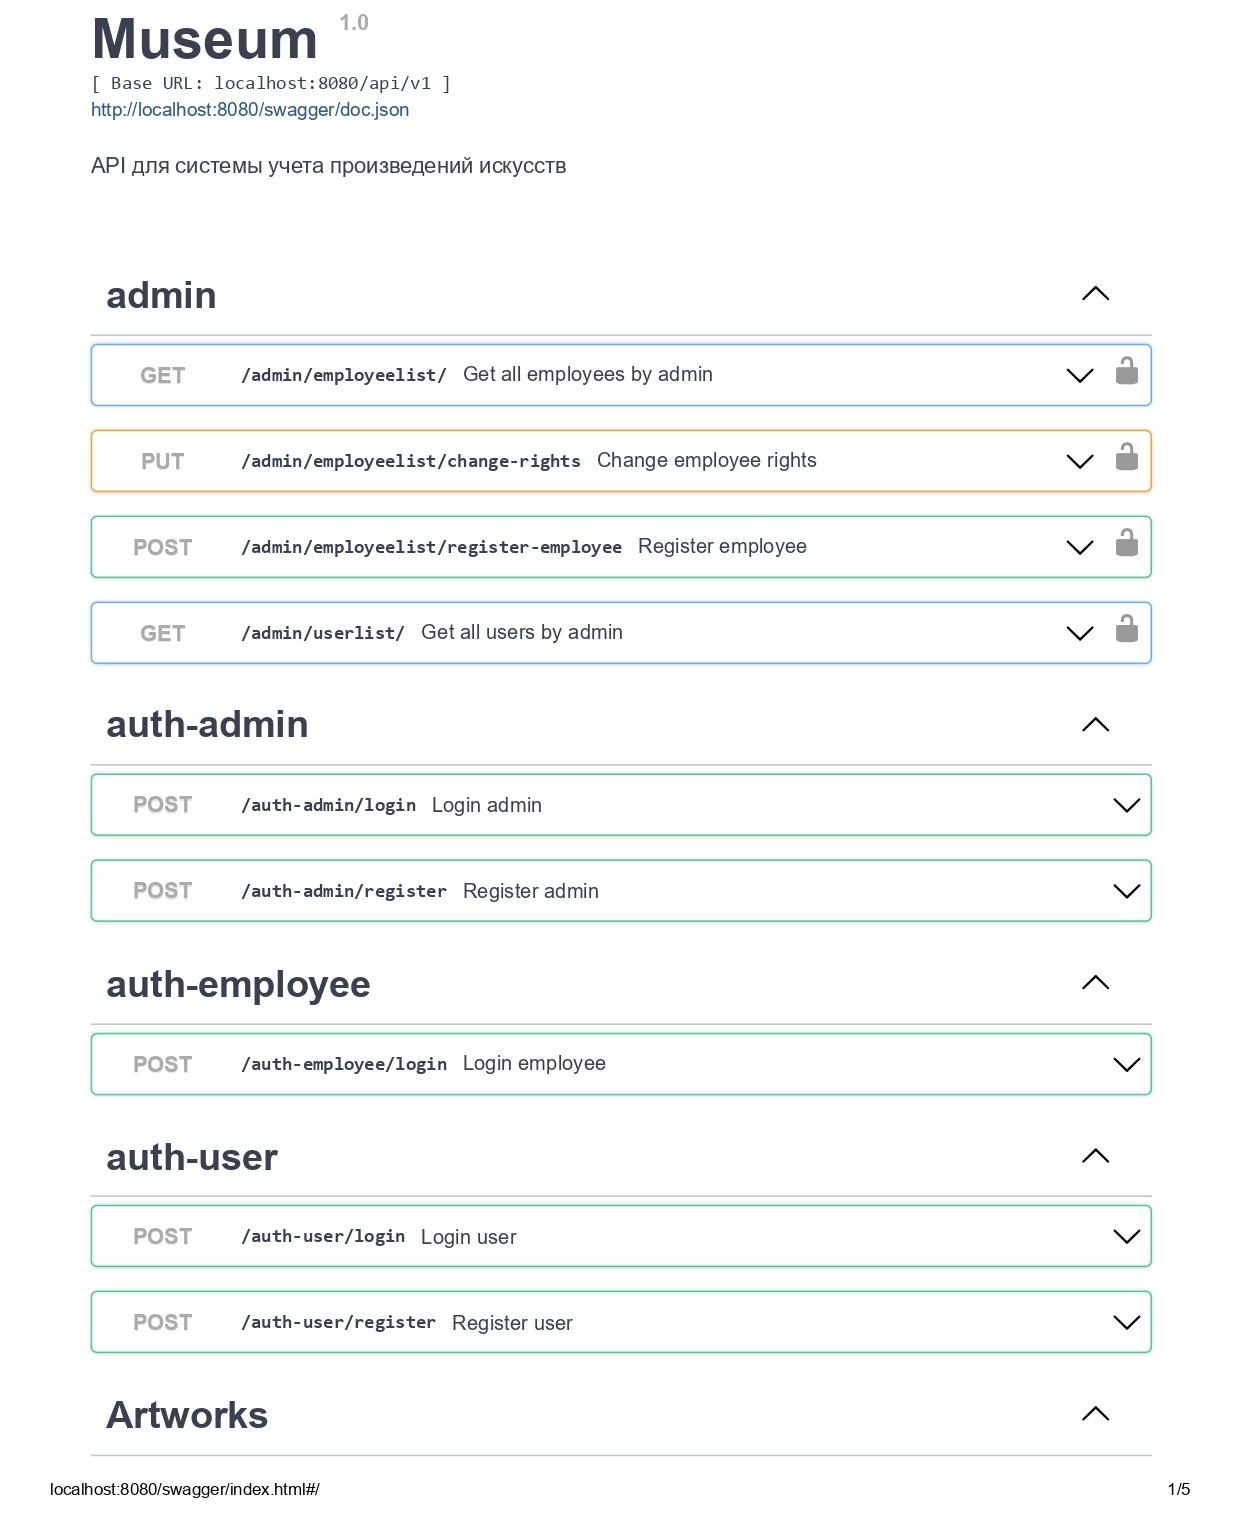 Museum 1.0
[ Base URL: localhost:8080/api/v1 ]
http://localhost:8080/swagger/doc.json
API для системы учета произведений искусств
admin
GET /admin/employeelist/ Get all employees by admin
PUT /admin/employeelist/change-rights Change employee rights
POST /admin/employeelist/register-employee Register employee
GET /admin/userlist/ Get all users by admin
auth-admin
POST /auth-admin/login Login admin
POST /auth-admin/register Register admin
auth-employee
POST /auth-employee/login Login employee
auth-user
POST /auth-user/login Login user
POST /auth-user/register Register user
Artworks
localhost:8080/swagger/index.html#/ 1/5